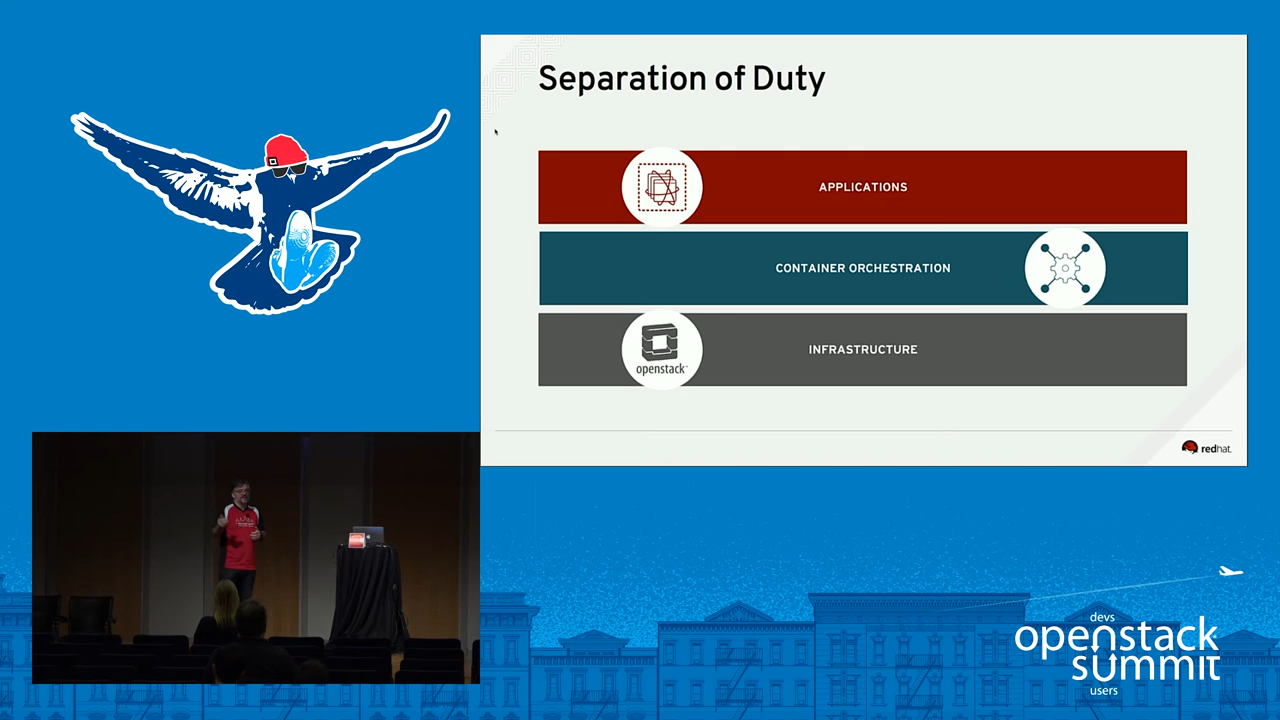 Separation of Duty
APPLICATIONS
CONTAINER ORCHESTRATION
openstack
INFRASTRUCTURE
redhat.
devs
openstack
summit
users